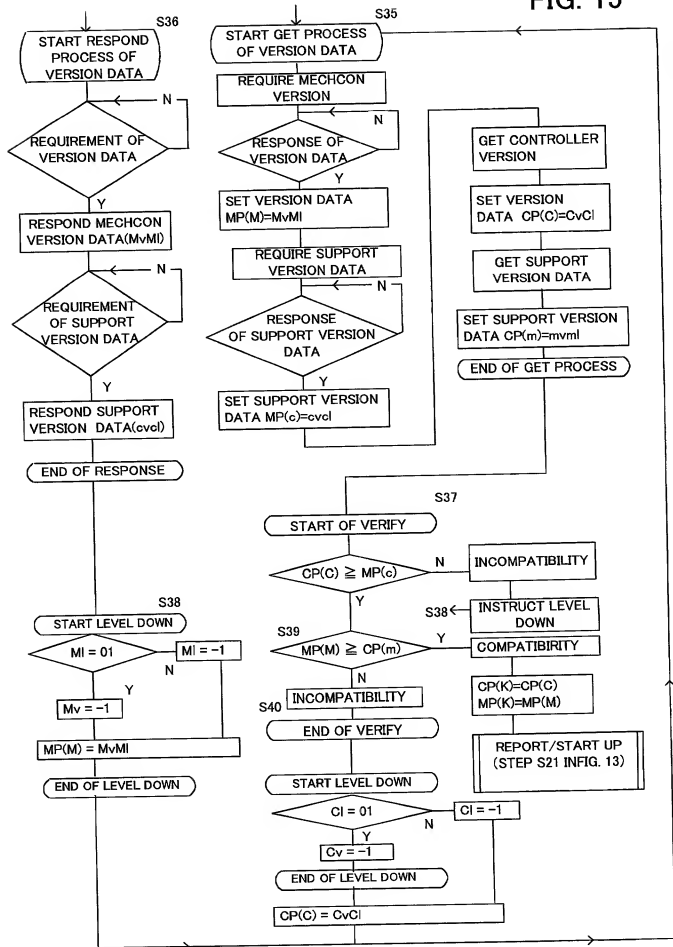 FIG. 15
S36
START RESPOND
PROCESS OF
VERSION DATA
N
REQUIREMENT OF
VERSION DATA
Y
RESPOND MECHCON
VERSION DATA(MvMl)
N
REQUIREMENT
OF SUPPORT
VERSION DATA
Y
RESPOND SUPPORT
VERSION DATA(cvcl)
END OF RESPONSE
S38
START LEVEL DOWN
Ml = 01
Ml = -1
N
Y
Mv = -1
MP(M) = MvMl
END OF LEVEL DOWN
S35
START GET PROCESS
OF VERSION DATA
REQUIRE MECHCON
VERSION
N
RESPONSE OF
VERSION DATA
Y
SET VERSION DATA
MP(M)=MvMl
REQUIRE SUPPORT
VERSION DATA
N
RESPONSE
OF SUPPORT VERSION
DATA
Y
SET SUPPORT VERSION
DATA MP(c)=cvcl
GET CONTROLLER
VERSION
SET VERSION
DATA CP(C)=CvCl
GET SUPPORT
VERSION DATA
SET SUPPORT VERSION
DATA CP(m)=mvml
END OF GET PROCESS
S37
START OF VERIFY
CP(C) ≧ MP(c)
N
INCOMPATIBILITY
Y
S38
INSTRUCT LEVEL
DOWN
S39
MP(M) ≧ CP(m)
Y
COMPATIBIRITY
N
CP(K)=CP(C)
MP(K)=MP(M)
S40
INCOMPATIBILITY
END OF VERIFY
REPORT/START UP
(STEP S21 INFIG. 13)
START LEVEL DOWN
Cl = 01
Cl = -1
N
Y
Cv = -1
END OF LEVEL DOWN
CP(C) = CvCl